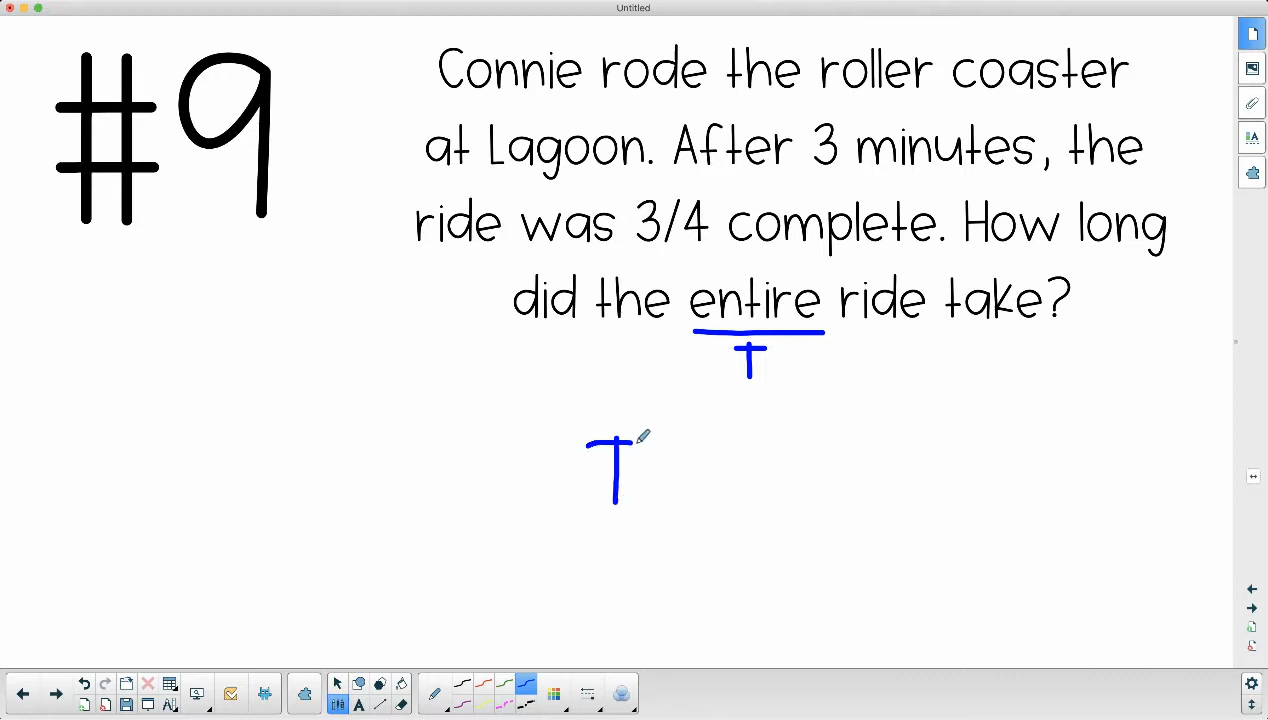 Untitled
#9
Connie rode the roller coaster
at Lagoon. After 3 minutes, the
ride was 3/4 complete. How long
did the entire ride take?
T
T